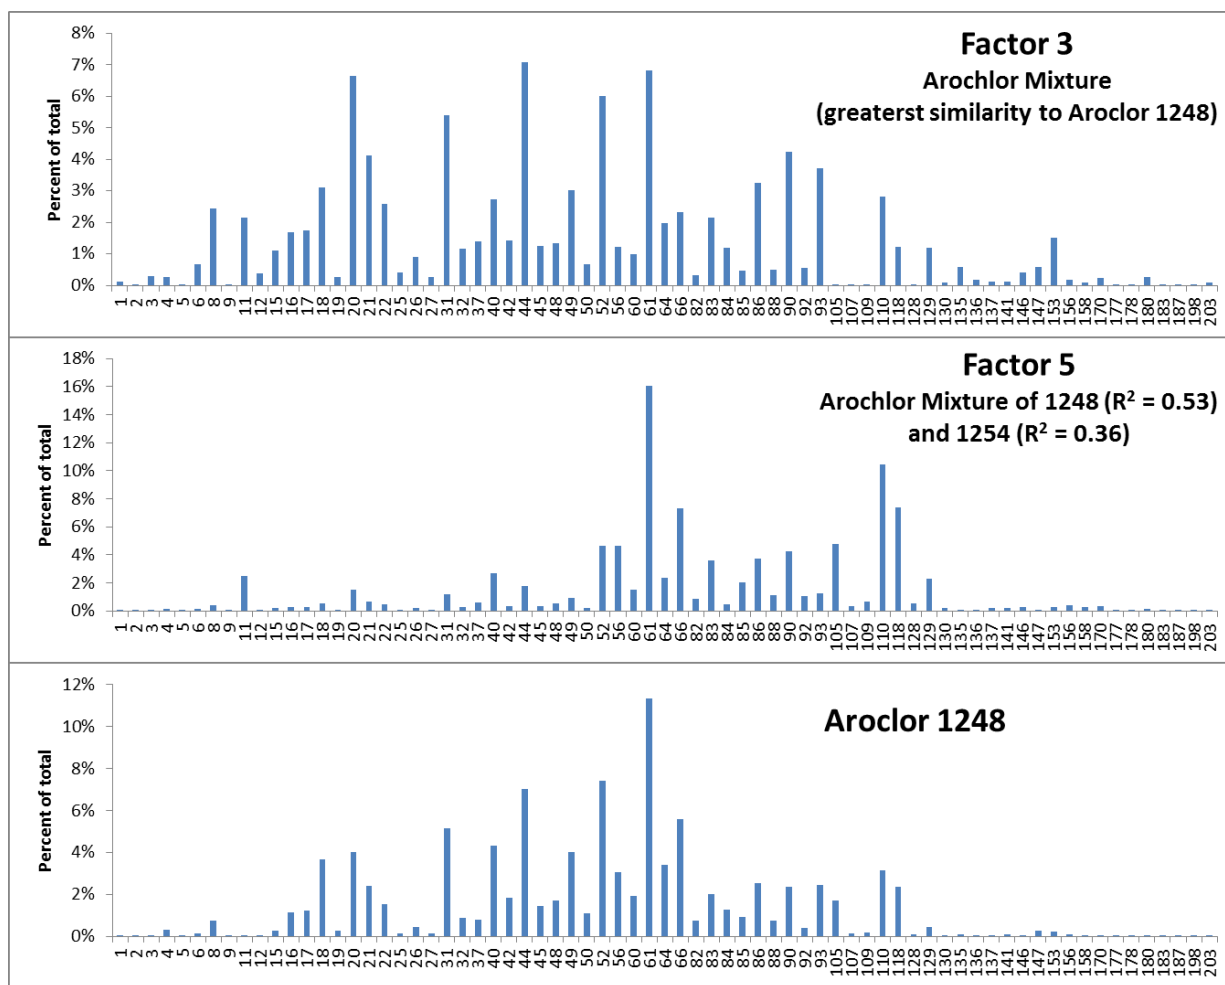 Factor 3
Arochlor Mixture
(greaterst similarity to Aroclor 1248)
Percent of total
8%
7%
6%
5%
4%
3%
2%
1%
0%
1 2 3 4 5 6 8 9 11 12 15 16 17 18 19 20 21 22 25 26 27 31 32 37 40 42 44 45 48 49 50 52 56 60 61 64 66 82 83 84 85 86 88 90 92 93 105 107 109 110 118 128 129 130 135 136 137 141 146 147 153 156 158 170 177 178 180 183 187 198 203
Factor 5
Arochlor Mixture of 1248 (R² = 0.53)
and 1254 (R² = 0.36)
Percent of total
18%
16%
14%
12%
10%
8%
6%
4%
2%
0%
1 2 3 4 5 6 8 9 11 12 15 16 17 18 19 20 21 22 25 26 27 31 32 37 40 42 44 45 48 49 50 52 56 60 61 64 66 82 83 84 85 86 88 90 92 93 105 107 109 110 118 128 129 130 135 136 137 141 146 147 153 156 158 170 177 178 180 183 187 198 203
Aroclor 1248
Percent of total
12%
10%
8%
6%
4%
2%
0%
1 2 3 4 5 6 8 9 11 12 15 16 17 18 19 20 21 22 25 26 27 31 32 37 40 42 44 45 48 49 50 52 56 60 61 64 66 82 83 84 85 86 88 90 92 93 105 107 109 110 118 128 129 130 135 136 137 141 146 147 153 156 158 170 177 178 180 183 187 198 203